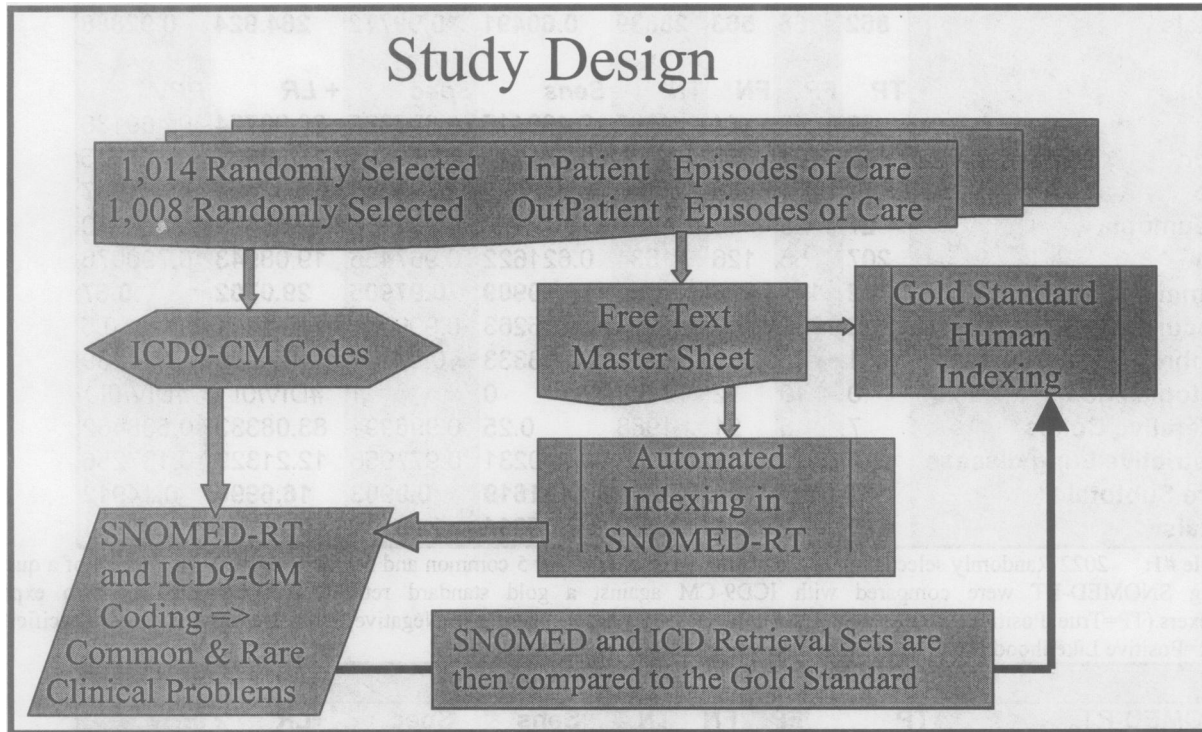 Study Design
1,014 Randomly Selected InPatient Episodes of Care
1,008 Randomly Selected OutPatient Episodes of Care
ICD9-CM Codes
Free Text
Master Sheet
Gold Standard
Human
Indexing
Automated
Indexing in
SNOMED-RT
SNOMED-RT
and ICD9-CM
Coding ⇒
Common & Rare
Clinical Problems
SNOMED and ICD Retrieval Sets are
then compared to the Gold Standard